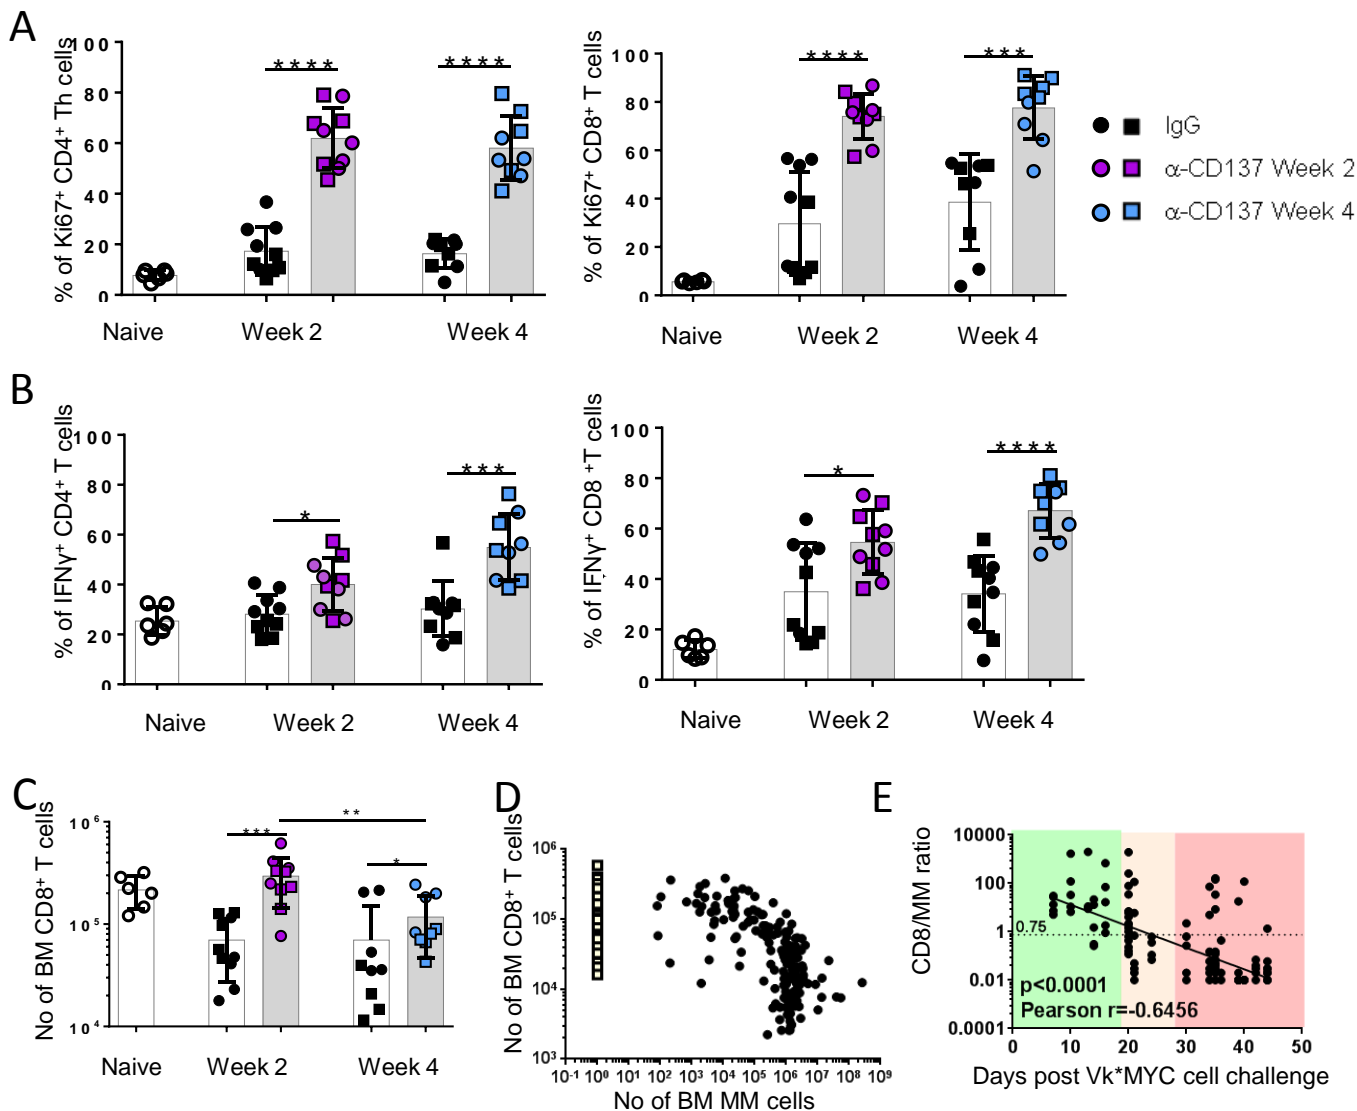 A
% of Ki67⁺ CD4⁺ Th cells
100
80
60
40
20
0
****
****
Naive
Week 2
Week 4
% of Ki67⁺ CD8⁺ T cells
100
80
60
40
20
0
****
***
Naive
Week 2
Week 4
IgG
α-CD137 Week 2
α-CD137 Week 4
B
% of IFNγ⁺ CD4⁺ T cells
100
80
60
40
20
0
*
***
Naive
Week 2
Week 4
% of IFNγ⁺ CD8⁺ T cells
100
80
60
40
20
0
*
****
Naive
Week 2
Week 4
C
No of BM CD8⁺ T cells
10⁶
10⁵
10⁴
***
**
*
Naive
Week 2
Week 4
D
No of BM CD8⁺ T cells
10⁶
10⁵
10⁴
10³
10⁻¹ 10⁰ 10¹ 10² 10³ 10⁴ 10⁵ 10⁶ 10⁷ 10⁸ 10⁹
No of BM MM cells
E
CD8/MM ratio
10000
100
1
0.01
0.0001
0.75
p<0.0001
Pearson r=-0.6456
0 10 20 30 40 50
Days post Vk*MYC cell challenge